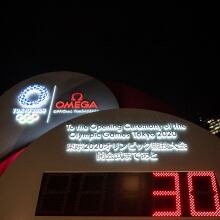 TOKYO 2020
OMEGA
OFFICIAL TIMEKEEPER
To the Opening Ceremony of the
Olympic Games Tokyo 2020
東京2020オリンピック競技大会
開会式まであと
30